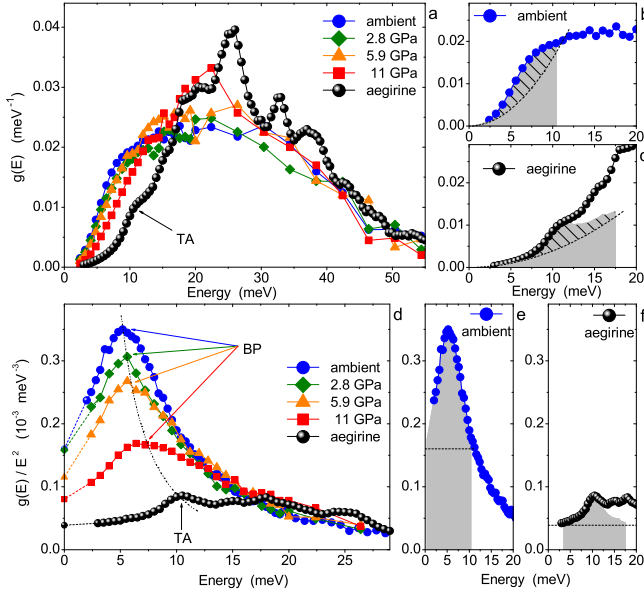 a
g(E) (meV⁻¹)
0.04
0.03
0.02
0.01
0.00
ambient
2.8 GPa
5.9 GPa
11 GPa
aegirine
TA
0 10 20 30 40 50
Energy (meV)
b
ambient
0.02
0.01
0.00
0 5 10 15 20
aegirine
0.02
0.01
0.00
0 5 10 15 20
Energy (meV)
d
g(E) / E² (10⁻³ meV⁻³)
0.3
0.2
0.1
0.0
BP
ambient
2.8 GPa
5.9 GPa
11 GPa
aegirine
TA
0 5 10 15 20 25
Energy (meV)
e
ambient
0.3
0.2
0.1
0.0
0 5 10 15 20
f
aegirine
0 5 10 15 20
Energy (meV)